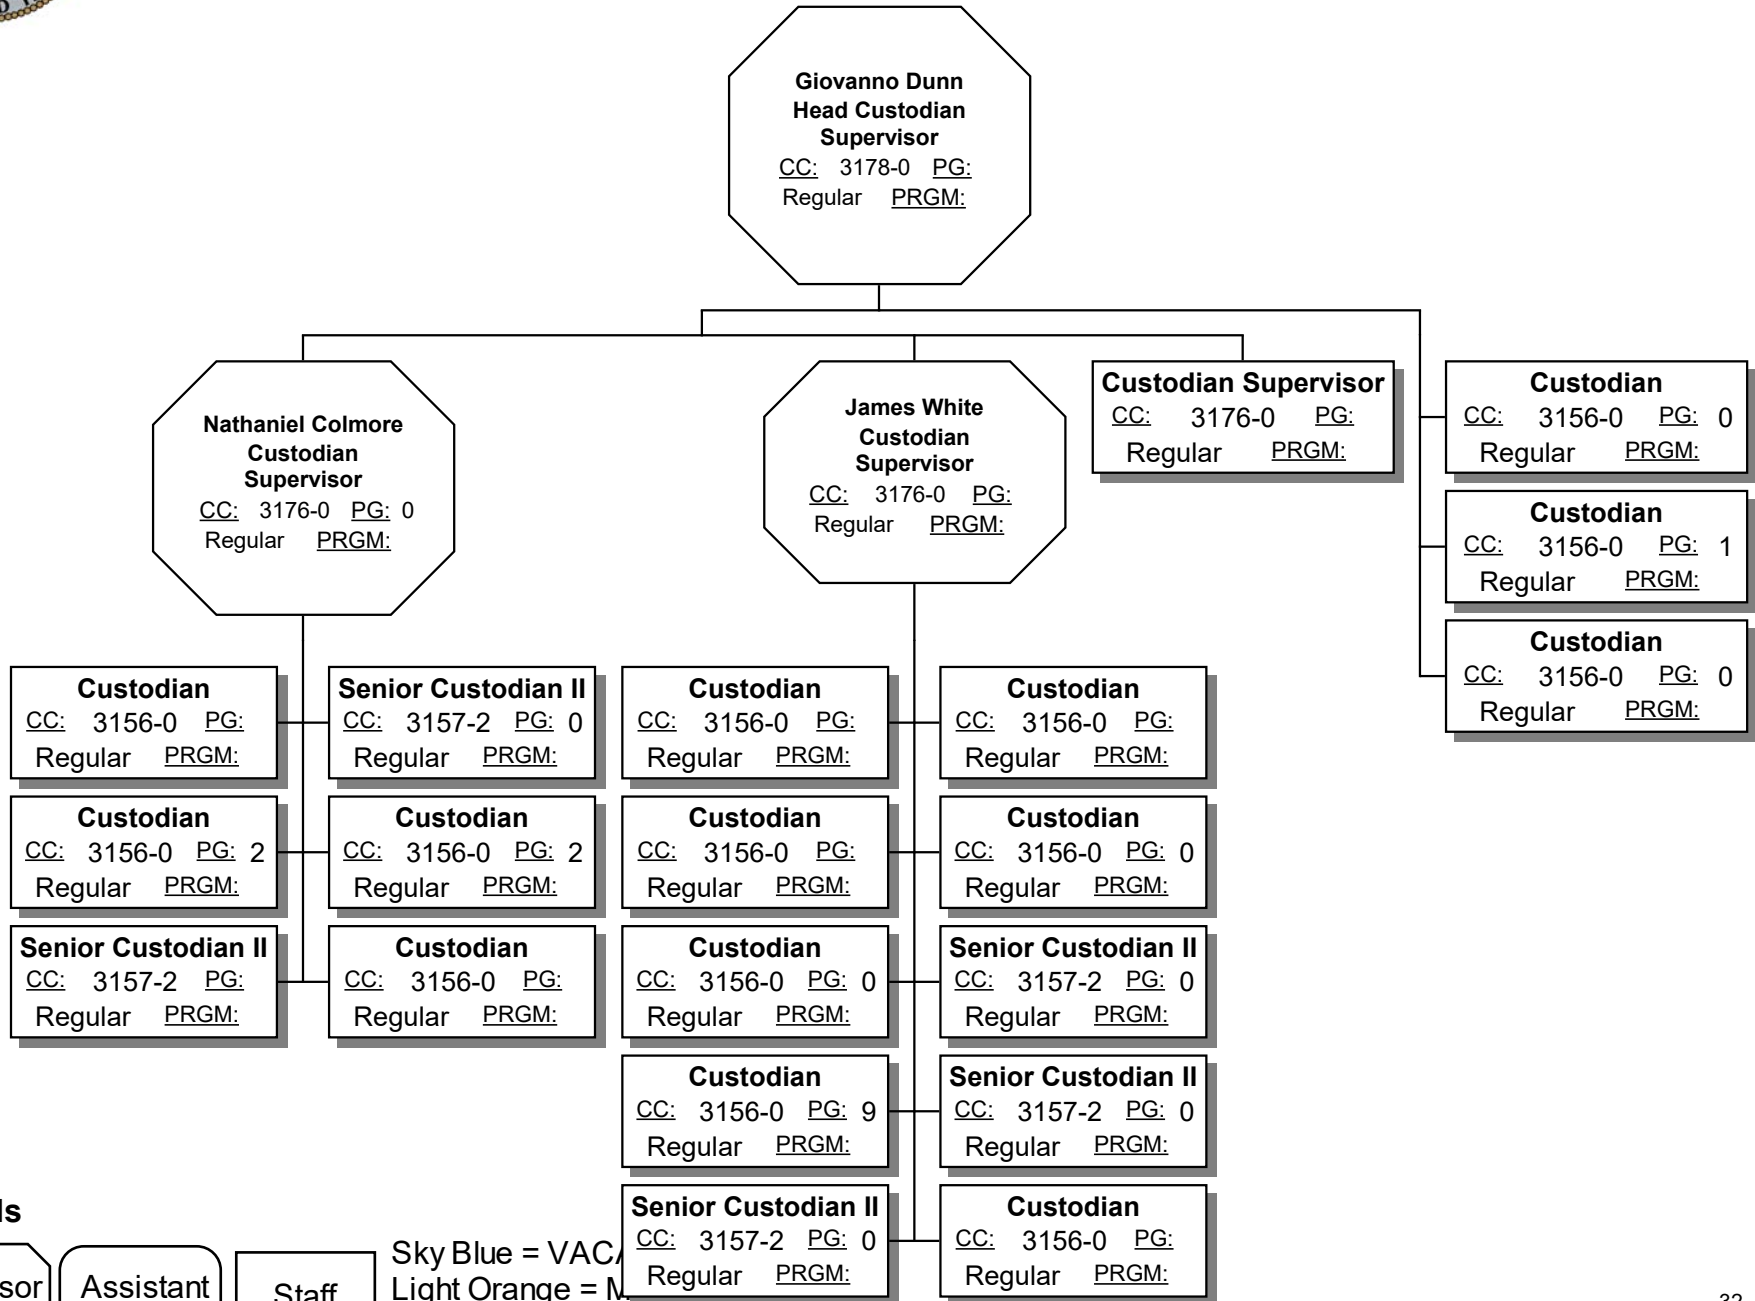 Giovanno Dunn
Head Custodian
Supervisor
CC: 3178-0 PG:
Regular PRGM:
Nathaniel Colmore
Custodian
Supervisor
CC: 3176-0 PG: 0
Regular PRGM:
James White
Custodian
Supervisor
CC: 3176-0 PG:
Regular PRGM:
Custodian Supervisor
CC: 3176-0 PG:
Regular PRGM:
Custodian
CC: 3156-0 PG: 0
Regular PRGM:
Custodian
CC: 3156-0 PG: 1
Regular PRGM:
Custodian
CC: 3156-0 PG: 0
Regular PRGM:
Custodian
CC: 3156-0 PG:
Regular PRGM:
Senior Custodian II
CC: 3157-2 PG: 0
Regular PRGM:
Custodian
CC: 3156-0 PG: 2
Regular PRGM:
Custodian
CC: 3156-0 PG: 2
Regular PRGM:
Senior Custodian II
CC: 3157-2 PG:
Regular PRGM:
Custodian
CC: 3156-0 PG:
Regular PRGM:
Custodian
CC: 3156-0 PG:
Regular PRGM:
Custodian
CC: 3156-0 PG:
Regular PRGM:
Custodian
CC: 3156-0 PG:
Regular PRGM:
Custodian
CC: 3156-0 PG: 0
Regular PRGM:
Custodian
CC: 3156-0 PG: 0
Regular PRGM:
Senior Custodian II
CC: 3157-2 PG: 0
Regular PRGM:
Custodian
CC: 3156-0 PG: 9
Regular PRGM:
Senior Custodian II
CC: 3157-2 PG: 0
Regular PRGM:
Senior Custodian II
CC: 3157-2 PG: 0
Regular PRGM:
Custodian
CC: 3156-0 PG:
Regular PRGM:
Assistant
Staff
Sky Blue =
Light Orange =
32